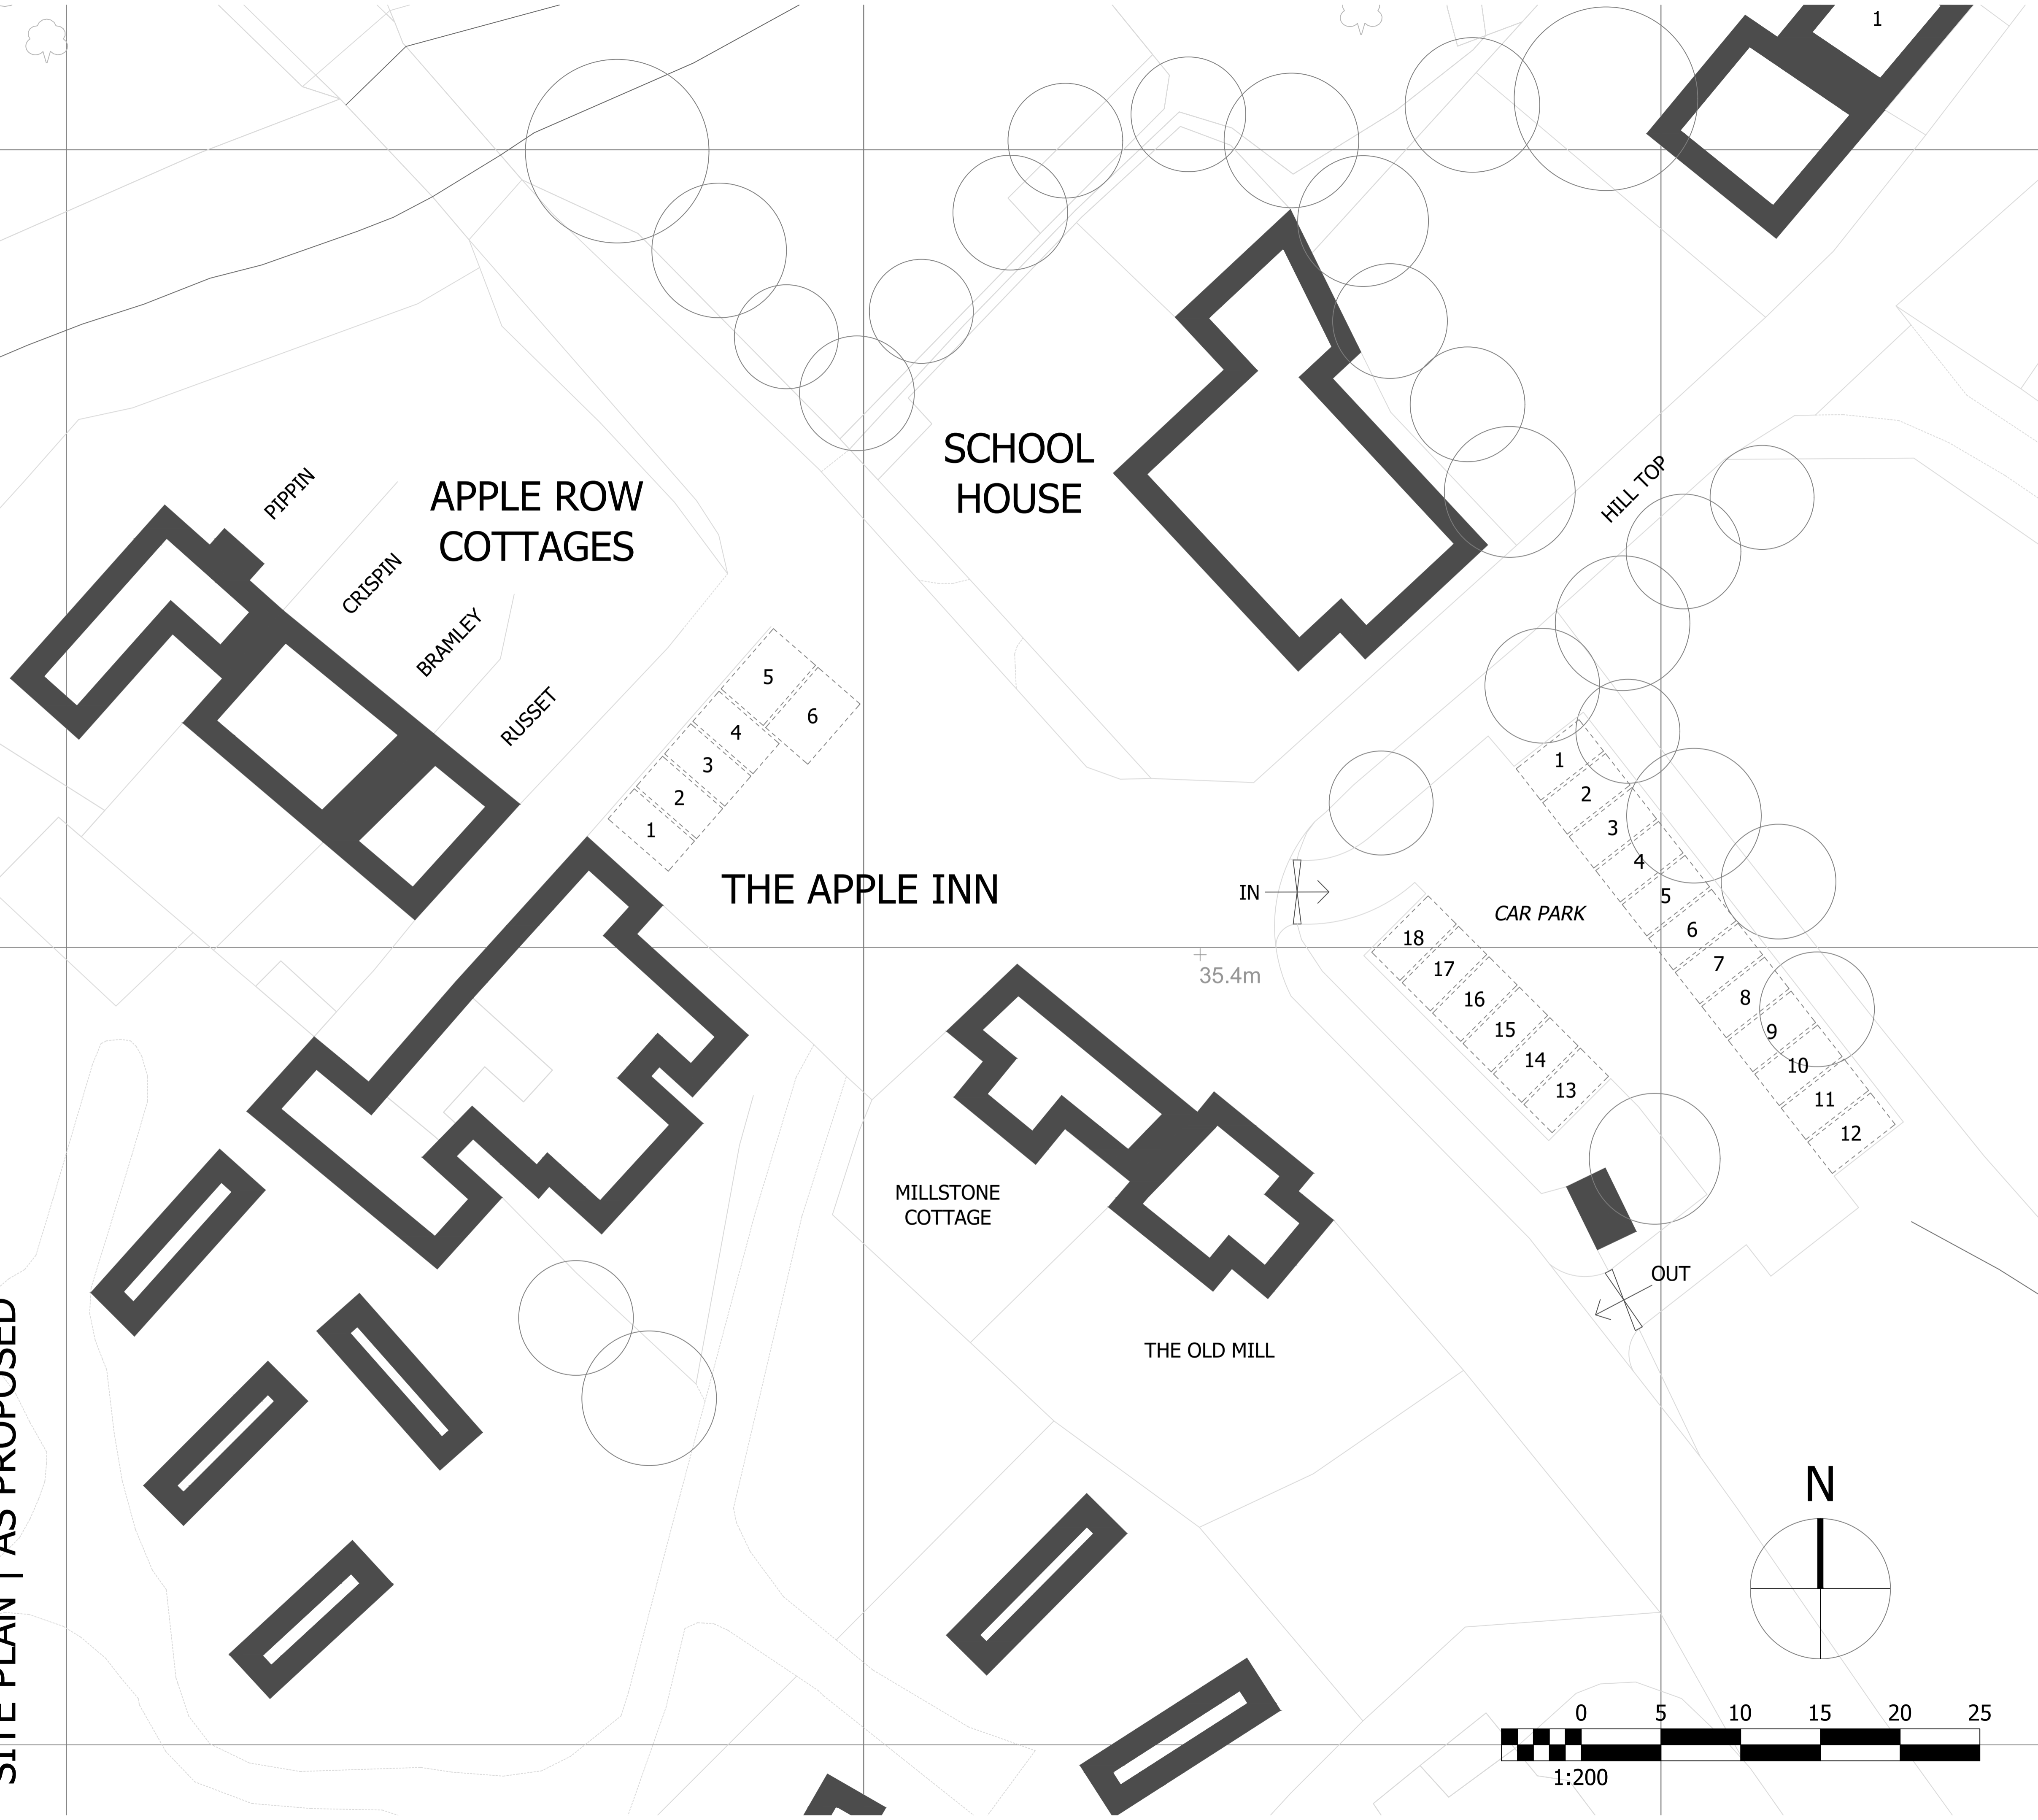 1
SCHOOL
HOUSE
HILL TOP
PIPPIN
APPLE ROW
COTTAGES
CRISPIN
BRAMLEY
RUSSET
5
6
4
3
2
1
THE APPLE INN
IN
CAR PARK
35.4m
1
2
3
4
5
6
7
8
9
10
11
12
18
17
16
15
14
13
MILLSTONE
COTTAGE
OUT
THE OLD MILL
SITE PLAN | AS PROPOSED
N
0 5 10 15 20 25
1:200